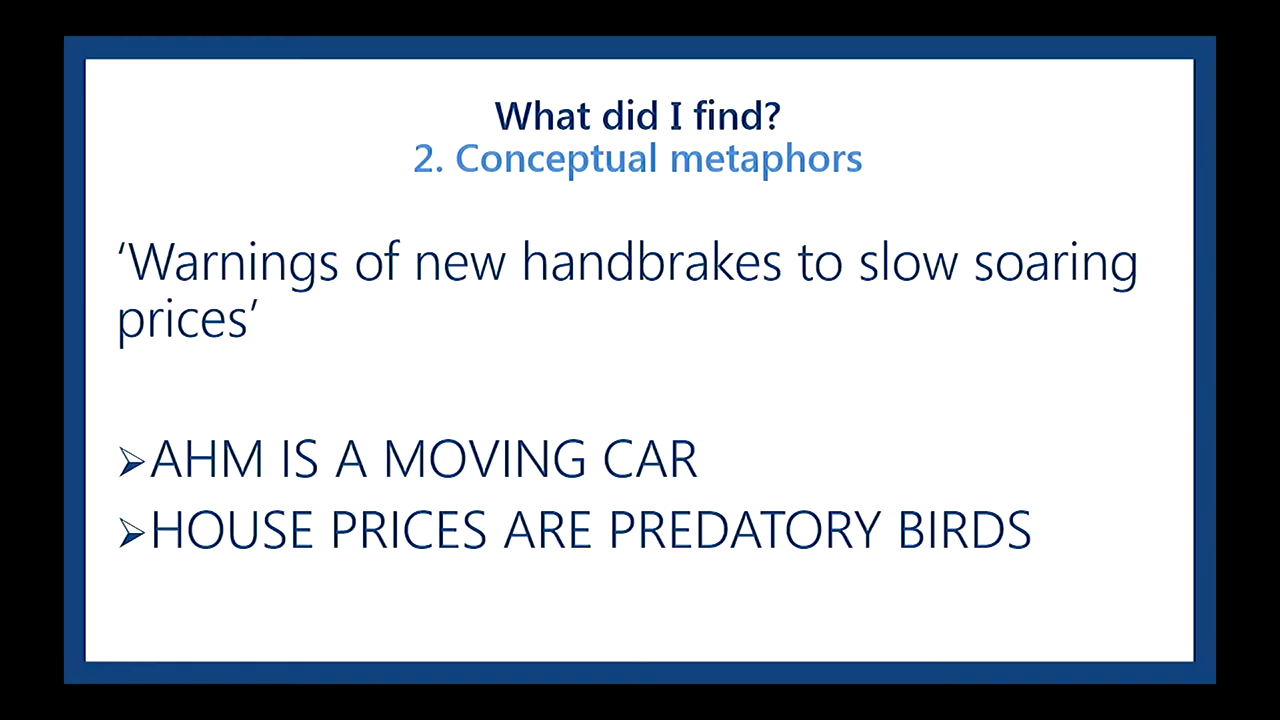 What did I find?
2. Conceptual metaphors
‘Warnings of new handbrakes to slow soaring
prices’
➢AHM IS A MOVING CAR
➢HOUSE PRICES ARE PREDATORY BIRDS